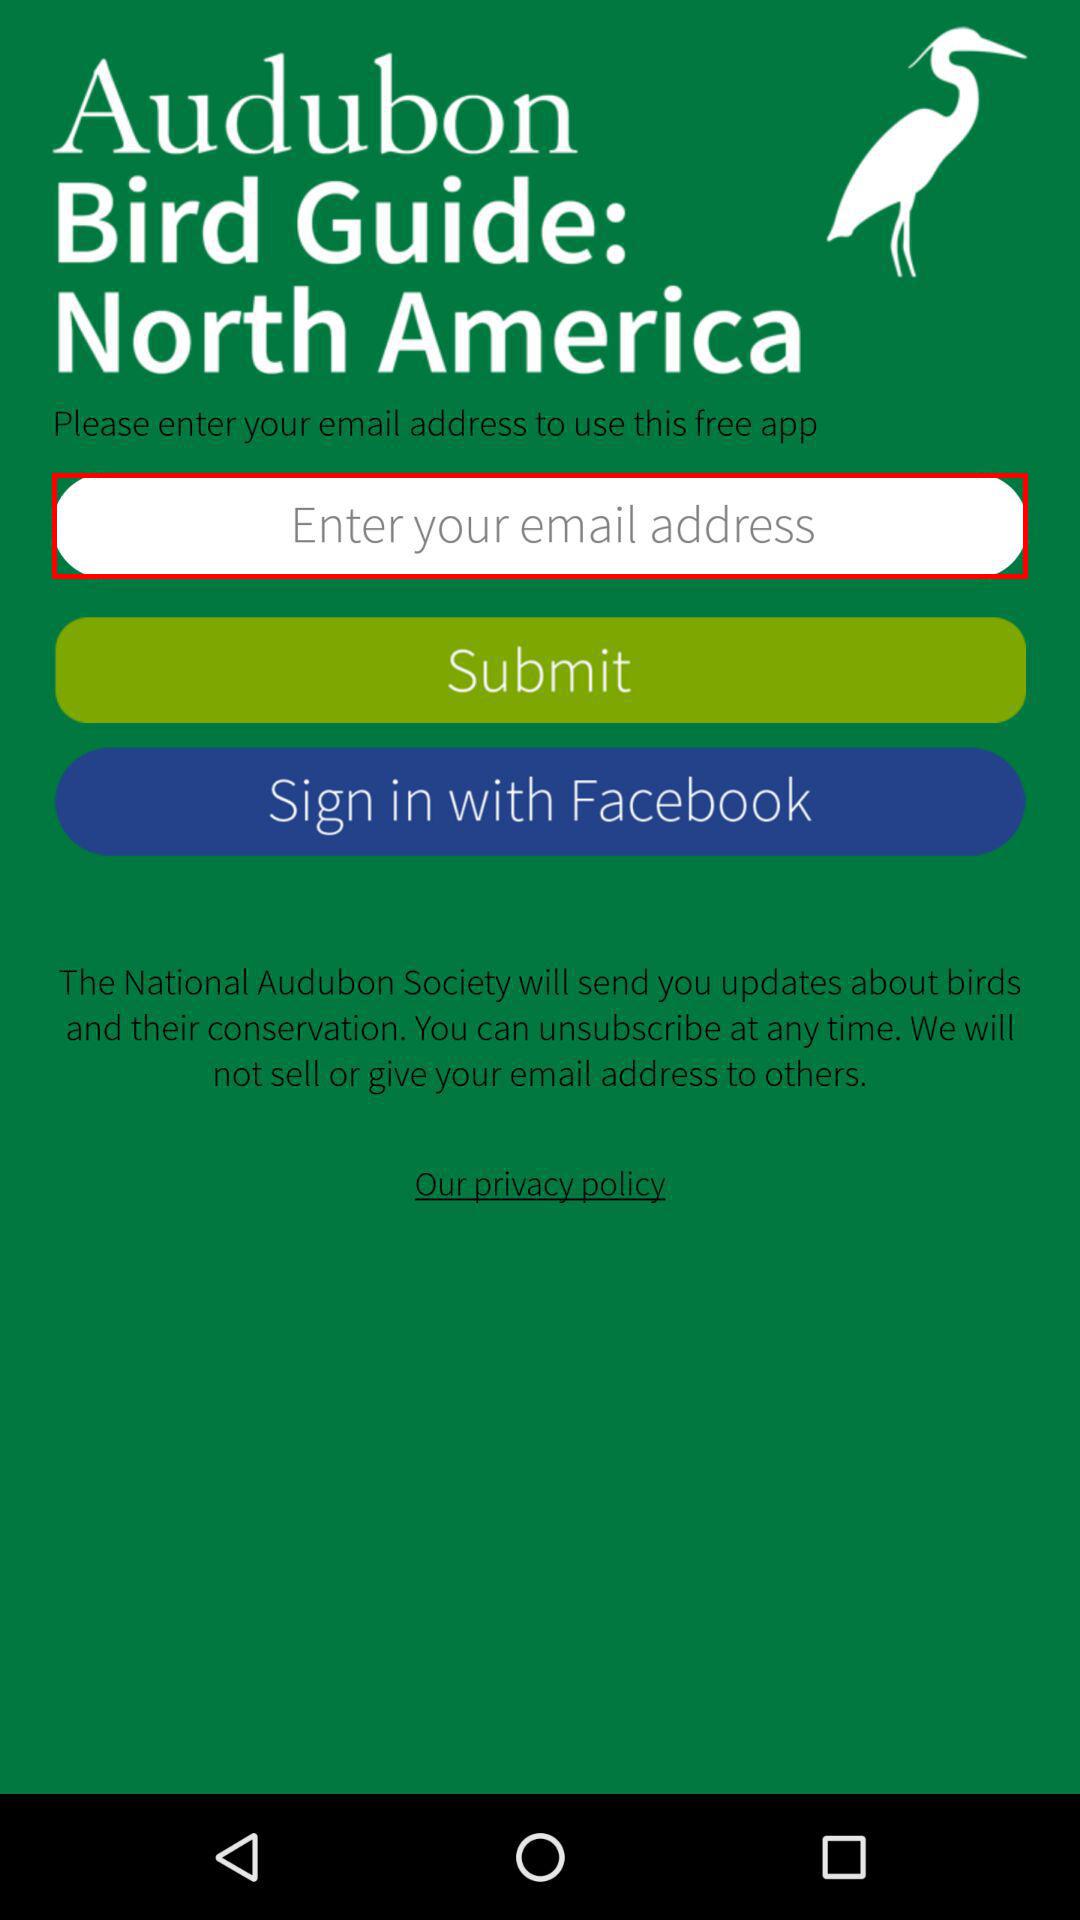 Audubon
Bird Guide:
North America
Please enter your email address to use this free app
Enter your email address
Submit
Sign in with Facebook
The National Audubon Society will send you updates about birds
and their conservation. You can unsubscribe at any time. We will
not sell or give your email address to others.
Our privacy policy